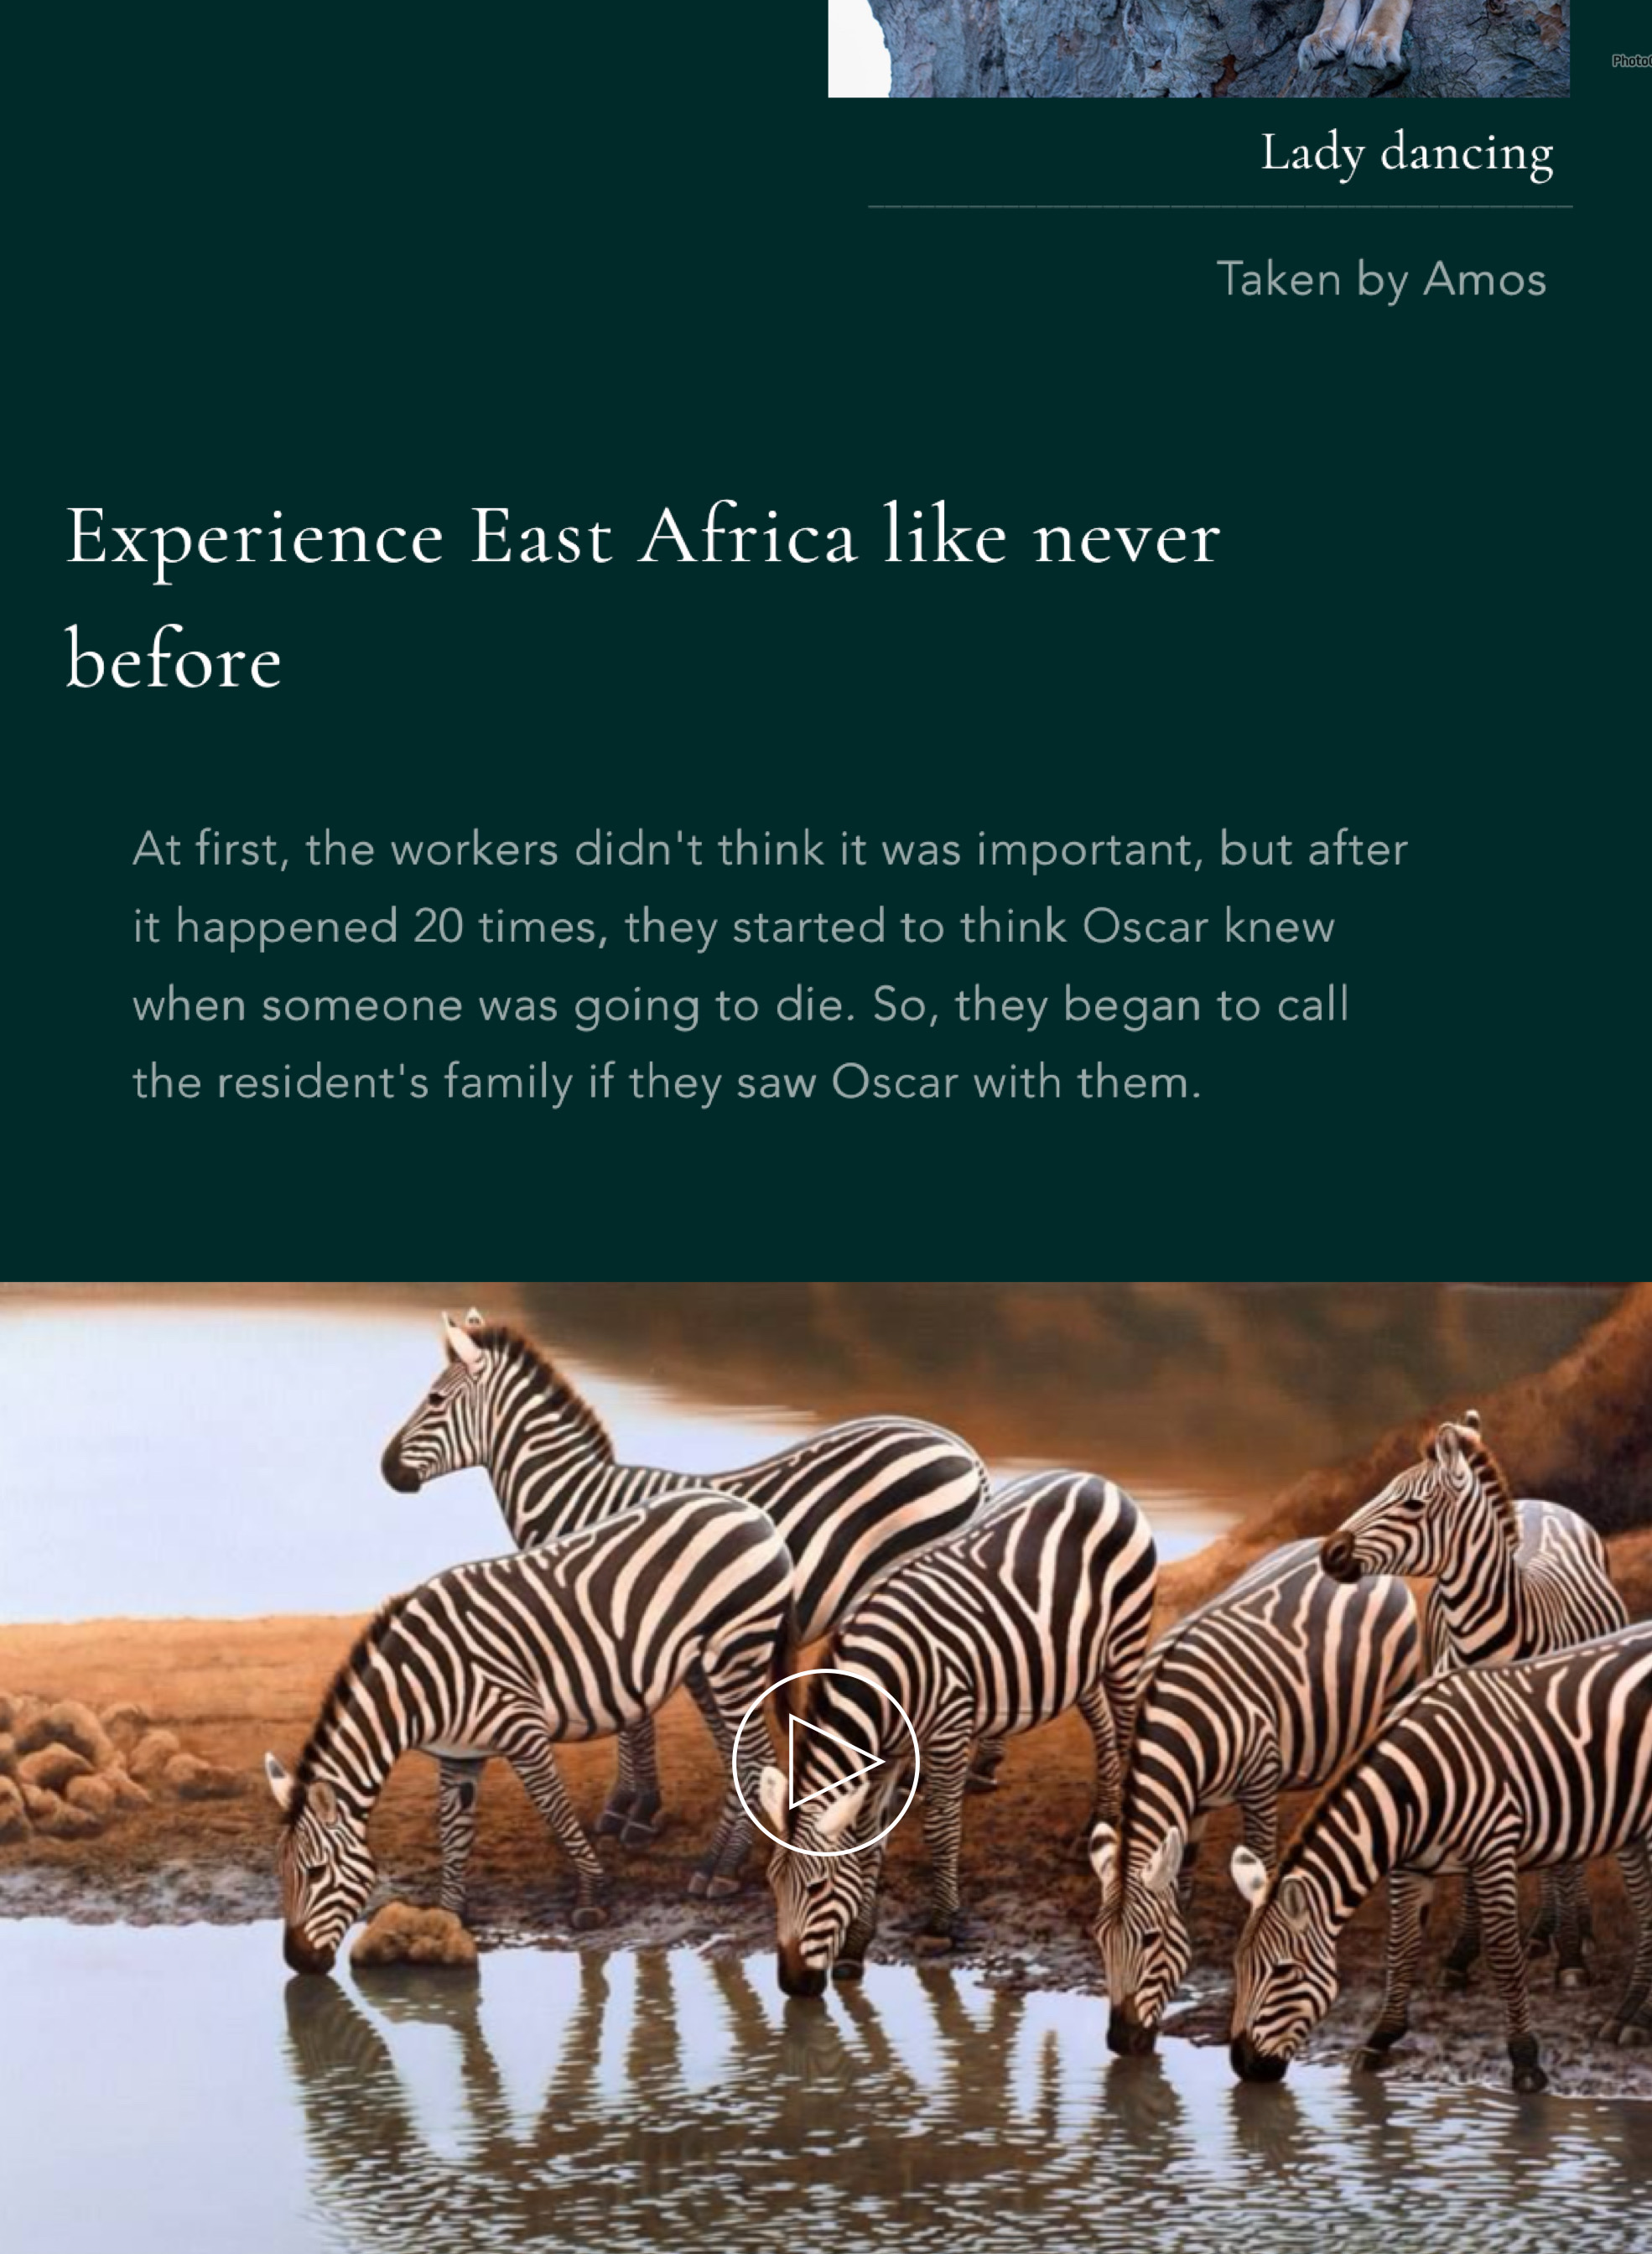 Lady dancing
Taken by Amos
Experience East Africa like never
before
At first, the workers didn't think it was important, but after
it happened 20 times, they started to think Oscar knew
when someone was going to die. So, they began to call
the resident's family if they saw Oscar with them.